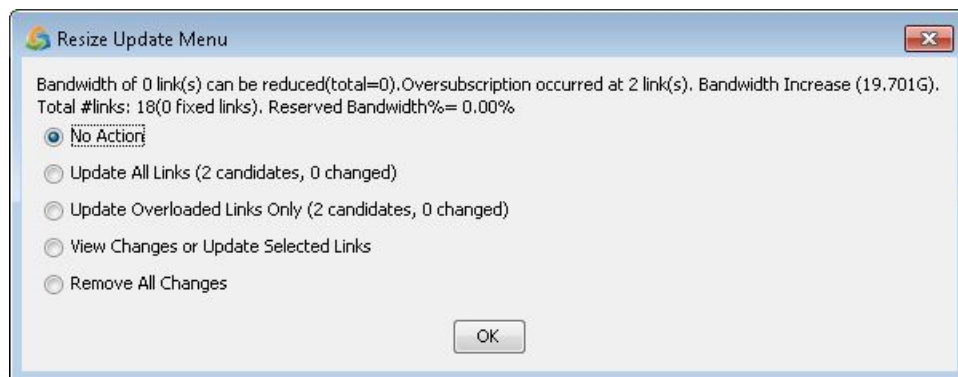 Resize Update Menu
Bandwidth of 0 link(s) can be reduced(total=0).Oversubscription occurred at 2 link(s). Bandwidth Increase (19.701G).
Total #links: 18(0 fixed links). Reserved Bandwidth%= 0.00%
No Action
Update All Links (2 candidates, 0 changed)
Update Overloaded Links Only (2 candidates, 0 changed)
View Changes or Update Selected Links
Remove All Changes
OK